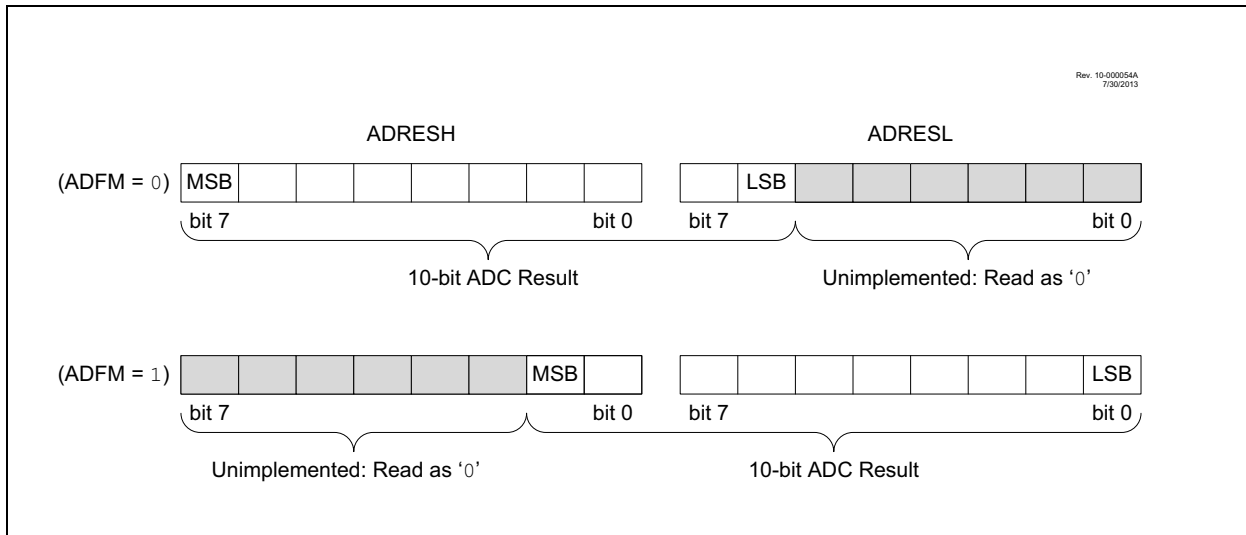 Rev. 10-000054A
7/30/2013
ADRESH ADRESL
(ADFM = 0) MSB LSB
bit 7 bit 0 bit 7 bit 0
10-bit ADC Result Unimplemented: Read as ‘0’
(ADFM = 1) MSB LSB
bit 7 bit 0 bit 7 bit 0
Unimplemented: Read as ‘0’ 10-bit ADC Result